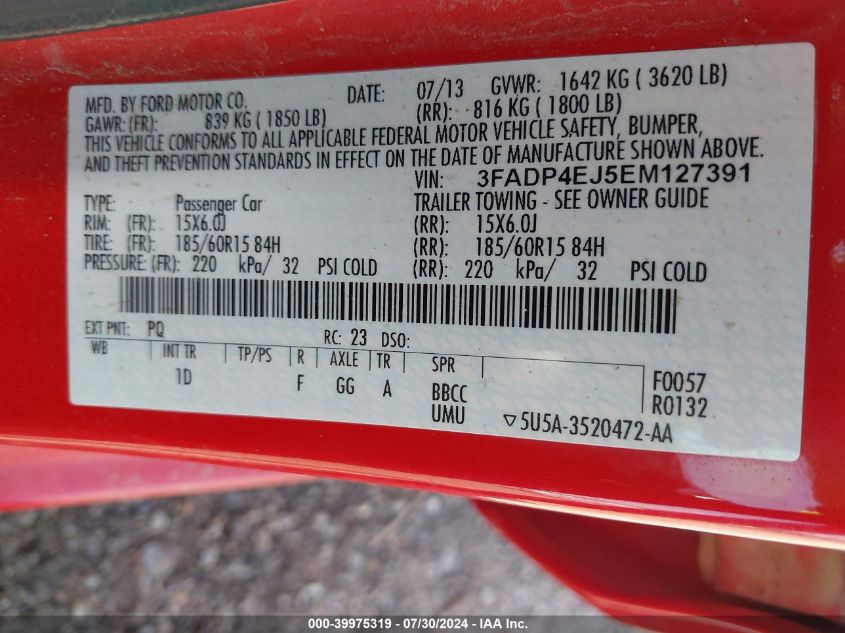 MFD. BY FORD MOTOR CO. DATE: 07/13 GVWR: 1642 KG ( 3620 LB)
GAWR: (FR): 839 KG ( 1850 LB) (RR): 816 KG ( 1800 LB)
THIS VEHICLE CONFORMS TO ALL APPLICABLE FEDERAL MOTOR VEHICLE SAFETY, BUMPER,
AND THEFT PREVENTION STANDARDS IN EFFECT ON THE DATE OF MANUFACTURE SHOWN ABOVE.
VIN: 3FADP4EJ5EM127391
TYPE: Passenger Car TRAILER TOWING - SEE OWNER GUIDE
RIM: (FR): 15X6.0J (RR): 15X6.0J
TIRE: (FR): 185/60R15 84H (RR): 185/60R15 84H
PRESSURE: (FR): 220 kPa/ 32 PSI COLD (RR): 220 kPa/ 32 PSI COLD
EXT PNT: PQ RC: 23 DSO:
WB INT TR TP/PS R AXLE TR SPR
1D F GG A BBCC F0057
UMU R0132
▽5U5A-3520472-AA
000-39975319 - 07/30/2024 - IAAI.com